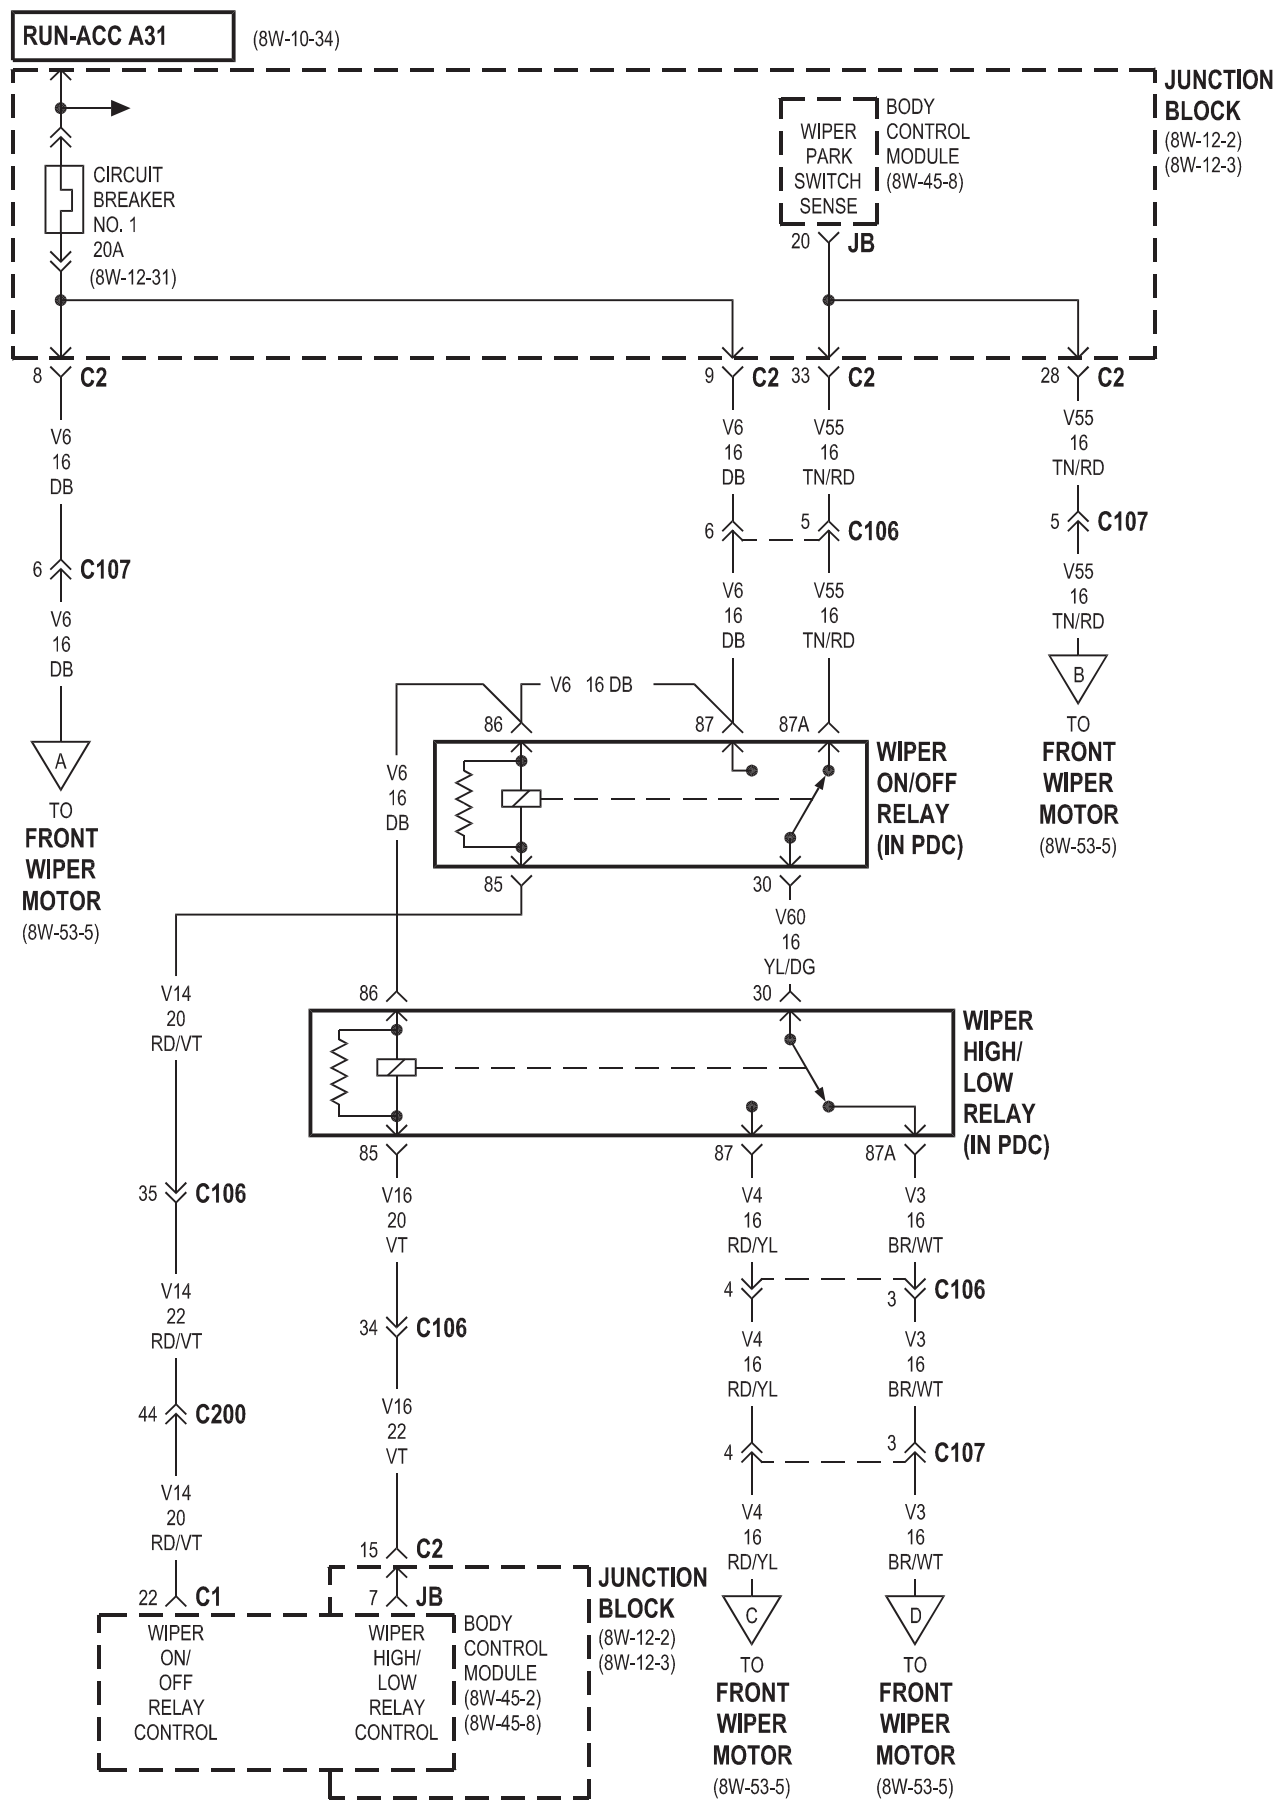 RUN-ACC A31
(8W-10-34)
JUNCTION
BLOCK
(8W-12-2)
(8W-12-3)
CIRCUIT
BREAKER
NO. 1
20A
(8W-12-31)
WIPER
PARK
SWITCH
SENSE
BODY
CONTROL
MODULE
(8W-45-8)
20
JB
8
C2
9
C2
33
C2
28
C2
V6
16
DB
V6
16
DB
V55
16
TN/RD
V55
16
TN/RD
6
C107
6
5
C106
5
C107
V6
16
DB
V6
16
DB
V55
16
TN/RD
V55
16
TN/RD
A
TO
FRONT
WIPER
MOTOR
(8W-53-5)
B
TO
FRONT
WIPER
MOTOR
(8W-53-5)
V6 16 DB
86
87
87A
V6
16
DB
WIPER
ON/OFF
RELAY
(IN PDC)
85
30
V60
16
YL/DG
V14
20
RD/VT
86
30
WIPER
HIGH/
LOW
RELAY
(IN PDC)
85
87
87A
35
C106
V16
20
VT
V4
16
RD/YL
V3
16
BR/WT
4
3
C106
V14
22
RD/VT
34
C106
V4
16
RD/YL
V3
16
BR/WT
44
C200
V16
22
VT
4
3
C107
V14
20
RD/VT
V4
16
RD/YL
V3
16
BR/WT
15
C2
22
C1
7
JB
JUNCTION
BLOCK
(8W-12-2)
(8W-12-3)
WIPER
ON/
OFF
RELAY
CONTROL
WIPER
HIGH/
LOW
RELAY
CONTROL
BODY
CONTROL
MODULE
(8W-45-2)
(8W-45-8)
C
TO
FRONT
WIPER
MOTOR
(8W-53-5)
D
TO
FRONT
WIPER
MOTOR
(8W-53-5)